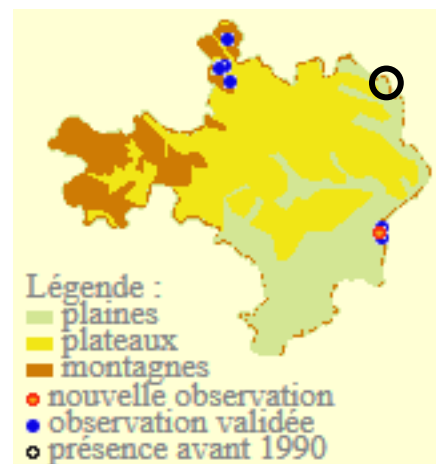 Légende :
plaines
plateaux
montagnes
nouvelle observation
observation validée
présence avant 1990